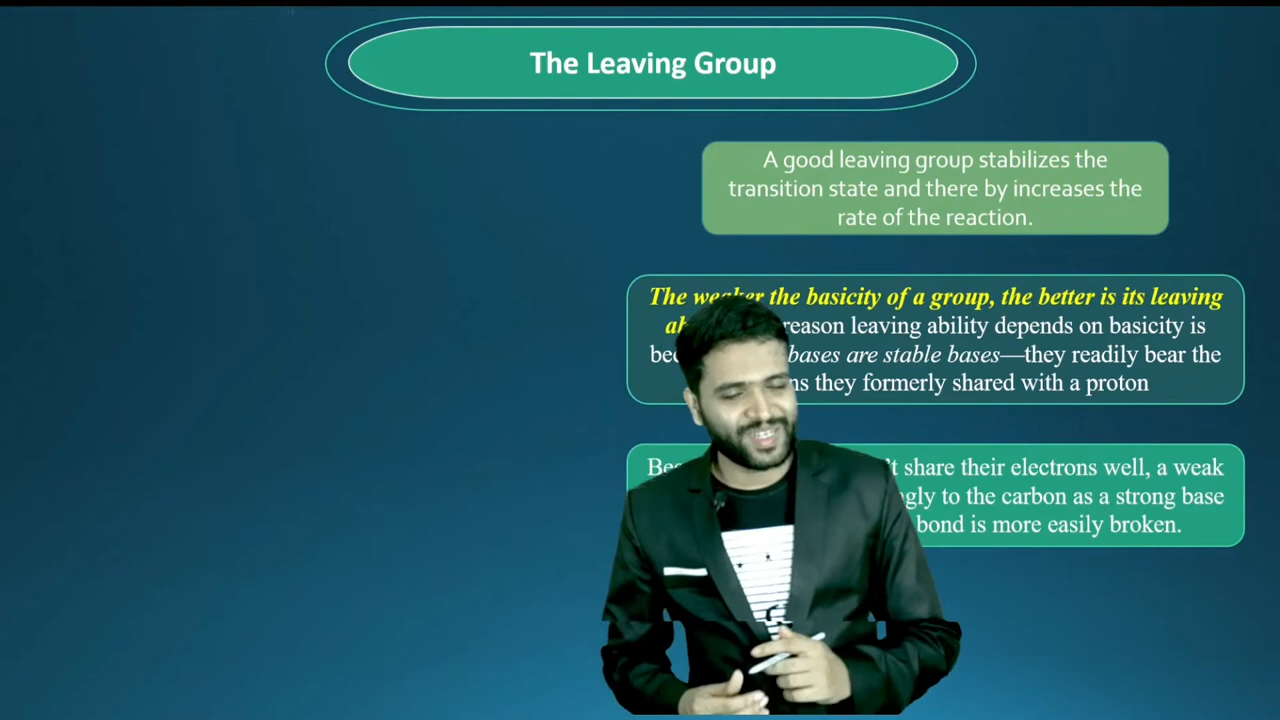 The Leaving Group
A good leaving group stabilizes the
transition state and there by increases the
rate of the reaction.
The weaker the basicity of a group, the better is its leaving
reason leaving ability depends on basicity is
bases are stable bases—they readily bear the
they formerly shared with a proton
share their electrons well, a weak
to the carbon as a strong base
bond is more easily broken.